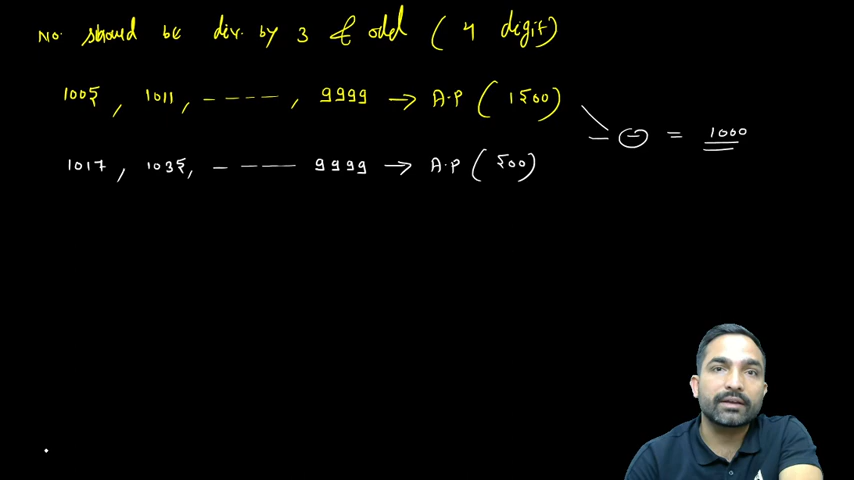 No. should be div. by 3 & odd ( 4 digit)
1005, 1011, ----, 9999 → A.P (1500)
- ⊖ = 1000
1017, 1035, - --- 9999 → A.P (500)